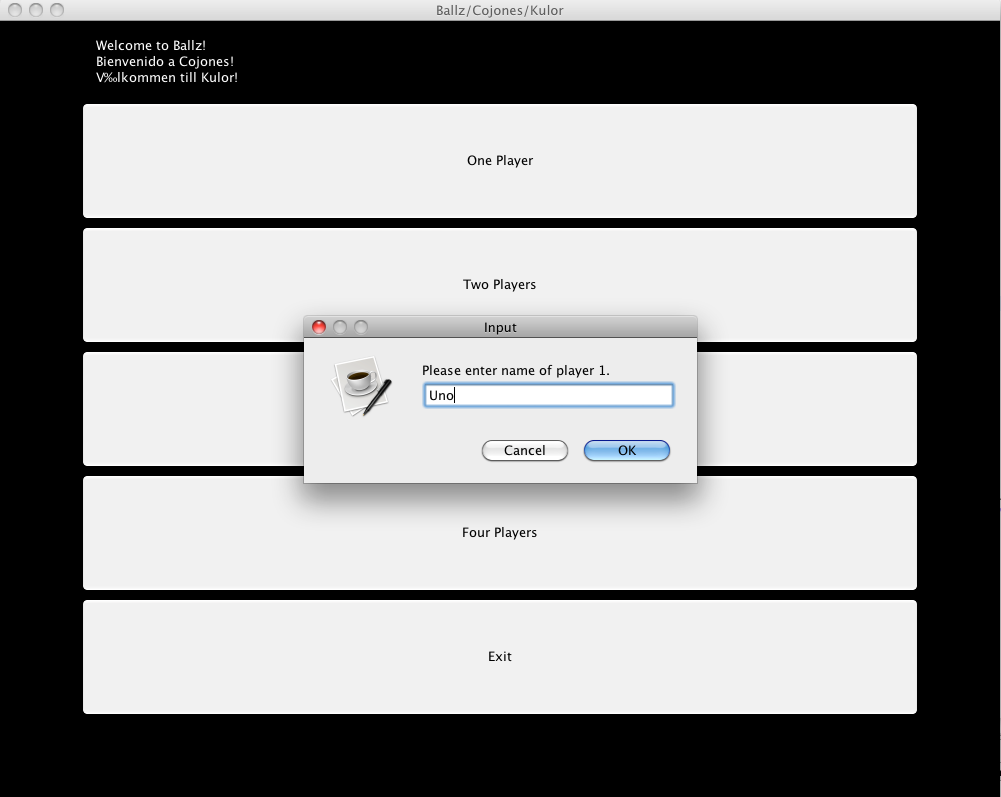 Ballz/Cojones/Kulor
Welcome to Ballz!
Bienvenido a Cojones!
V‰lkommen till Kulor!
One Player
Two Players
Input
Please enter name of player 1.
Uno
Cancel
OK
Four Players
Exit